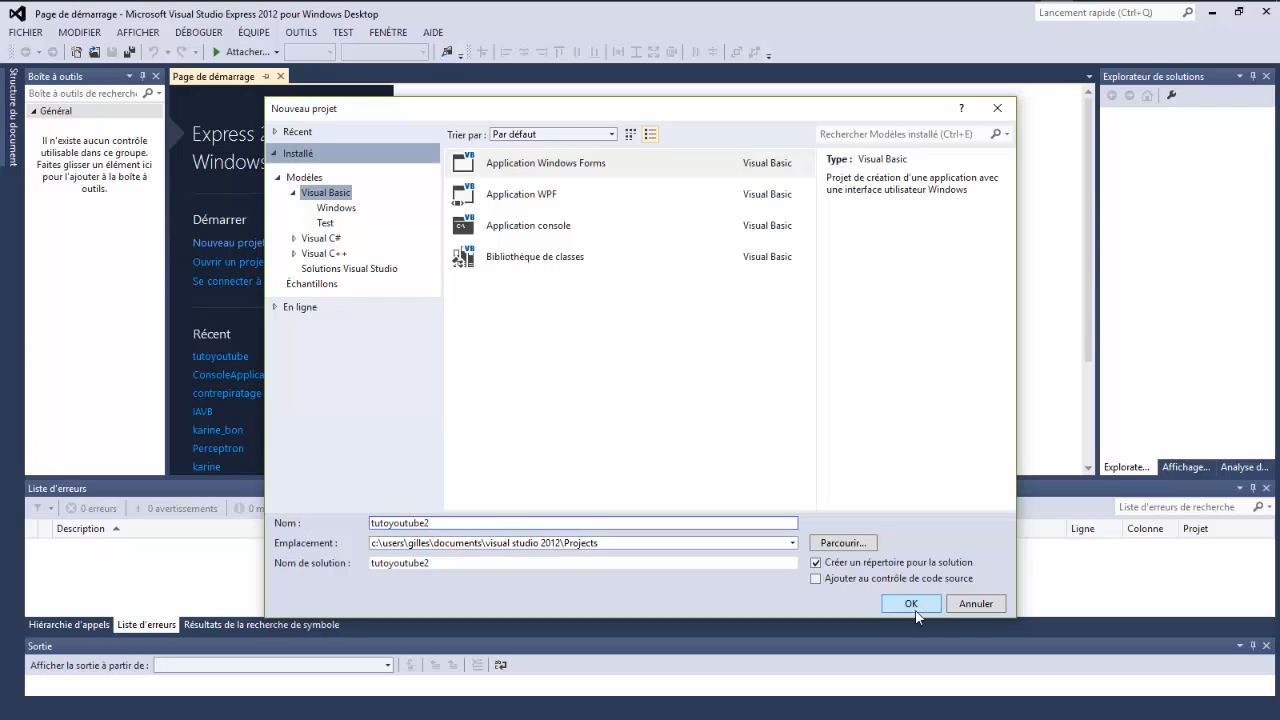 Page de démarrage - Microsoft Visual Studio Express 2012 pour Windows Desktop
Lancement rapide (Ctrl+Q)
FICHIER MODIFIER AFFICHER DÉBOGUER ÉQUIPE OUTILS TEST FENÊTRE AIDE
Attacher...
Structure du document
Boîte à outils
Boîte à outils de recherche
Général
Il n'existe aucun contrôle
utilisable dans ce groupe.
Faites glisser un élément ici
pour l'ajouter à la boîte à
outils.
Page de démarrage
Express 2
Windows
Démarrer
Nouveau projet
Ouvrir un proje
Se connecter à
Récent
tutoyoutube
ConsoleApplica
contrepiratage
IAVB
karine_bon
Perceptron
karine
Nouveau projet
Récent
Installé
Modèles
Visual Basic
Windows
Test
Visual C#
Visual C++
Solutions Visual Studio
Échantillons
En ligne
Trier par : Par défaut
Rechercher Modèles installé (Ctrl+E)
VB Application Windows Forms Visual Basic
VB Application WPF Visual Basic
VB Application console Visual Basic
VB Bibliothèque de classes Visual Basic
Type : Visual Basic
Projet de création d'une application avec
une interface utilisateur Windows
Nom : tutoyoutube2
Emplacement : c:\users\gilles\documents\visual studio 2012\Projects
Parcourir...
Nom de solution : tutoyoutube2
Créer un répertoire pour la solution
Ajouter au contrôle de code source
OK Annuler
Explorateur de solutions
Explorate... Affichage... Analyse d...
Liste d'erreurs
0 erreurs 0 avertissements 0 m
Liste d'erreurs de recherche
Description Ligne Colonne Projet
Hiérarchie d'appels Liste d'erreurs Résultats de la recherche de symbole
Sortie
Afficher la sortie à partir de :